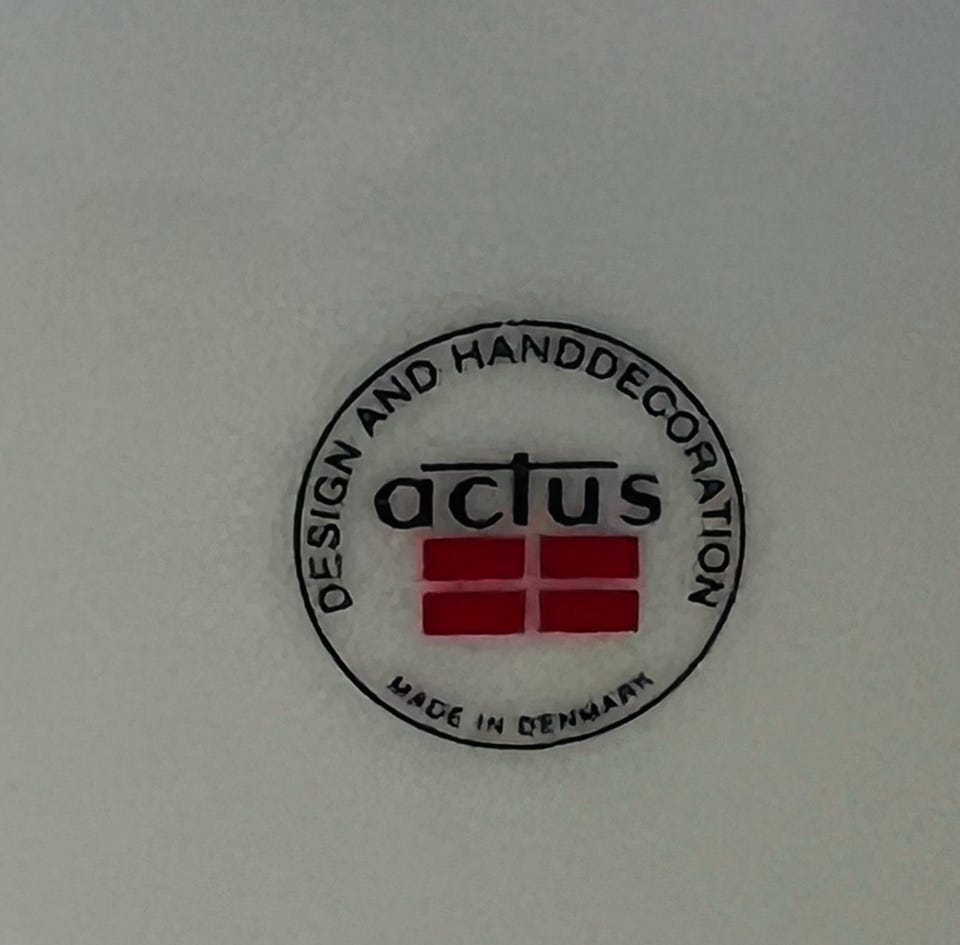 DESIGN AND HANDDECORATION
actus
MADE IN DENMARK